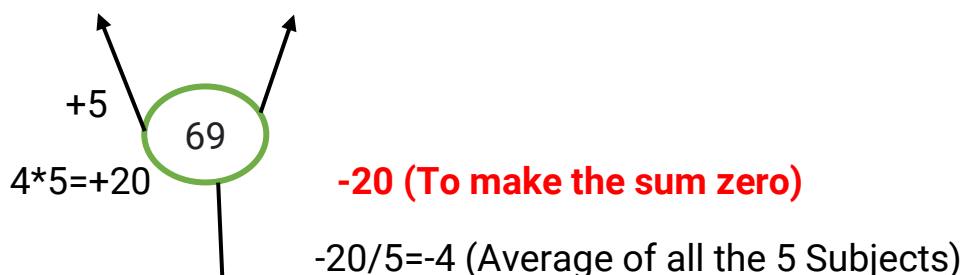 +5
69
4*5=+20
-20 (To make the sum zero)
-20/5=-4 (Average of all the 5 Subjects)